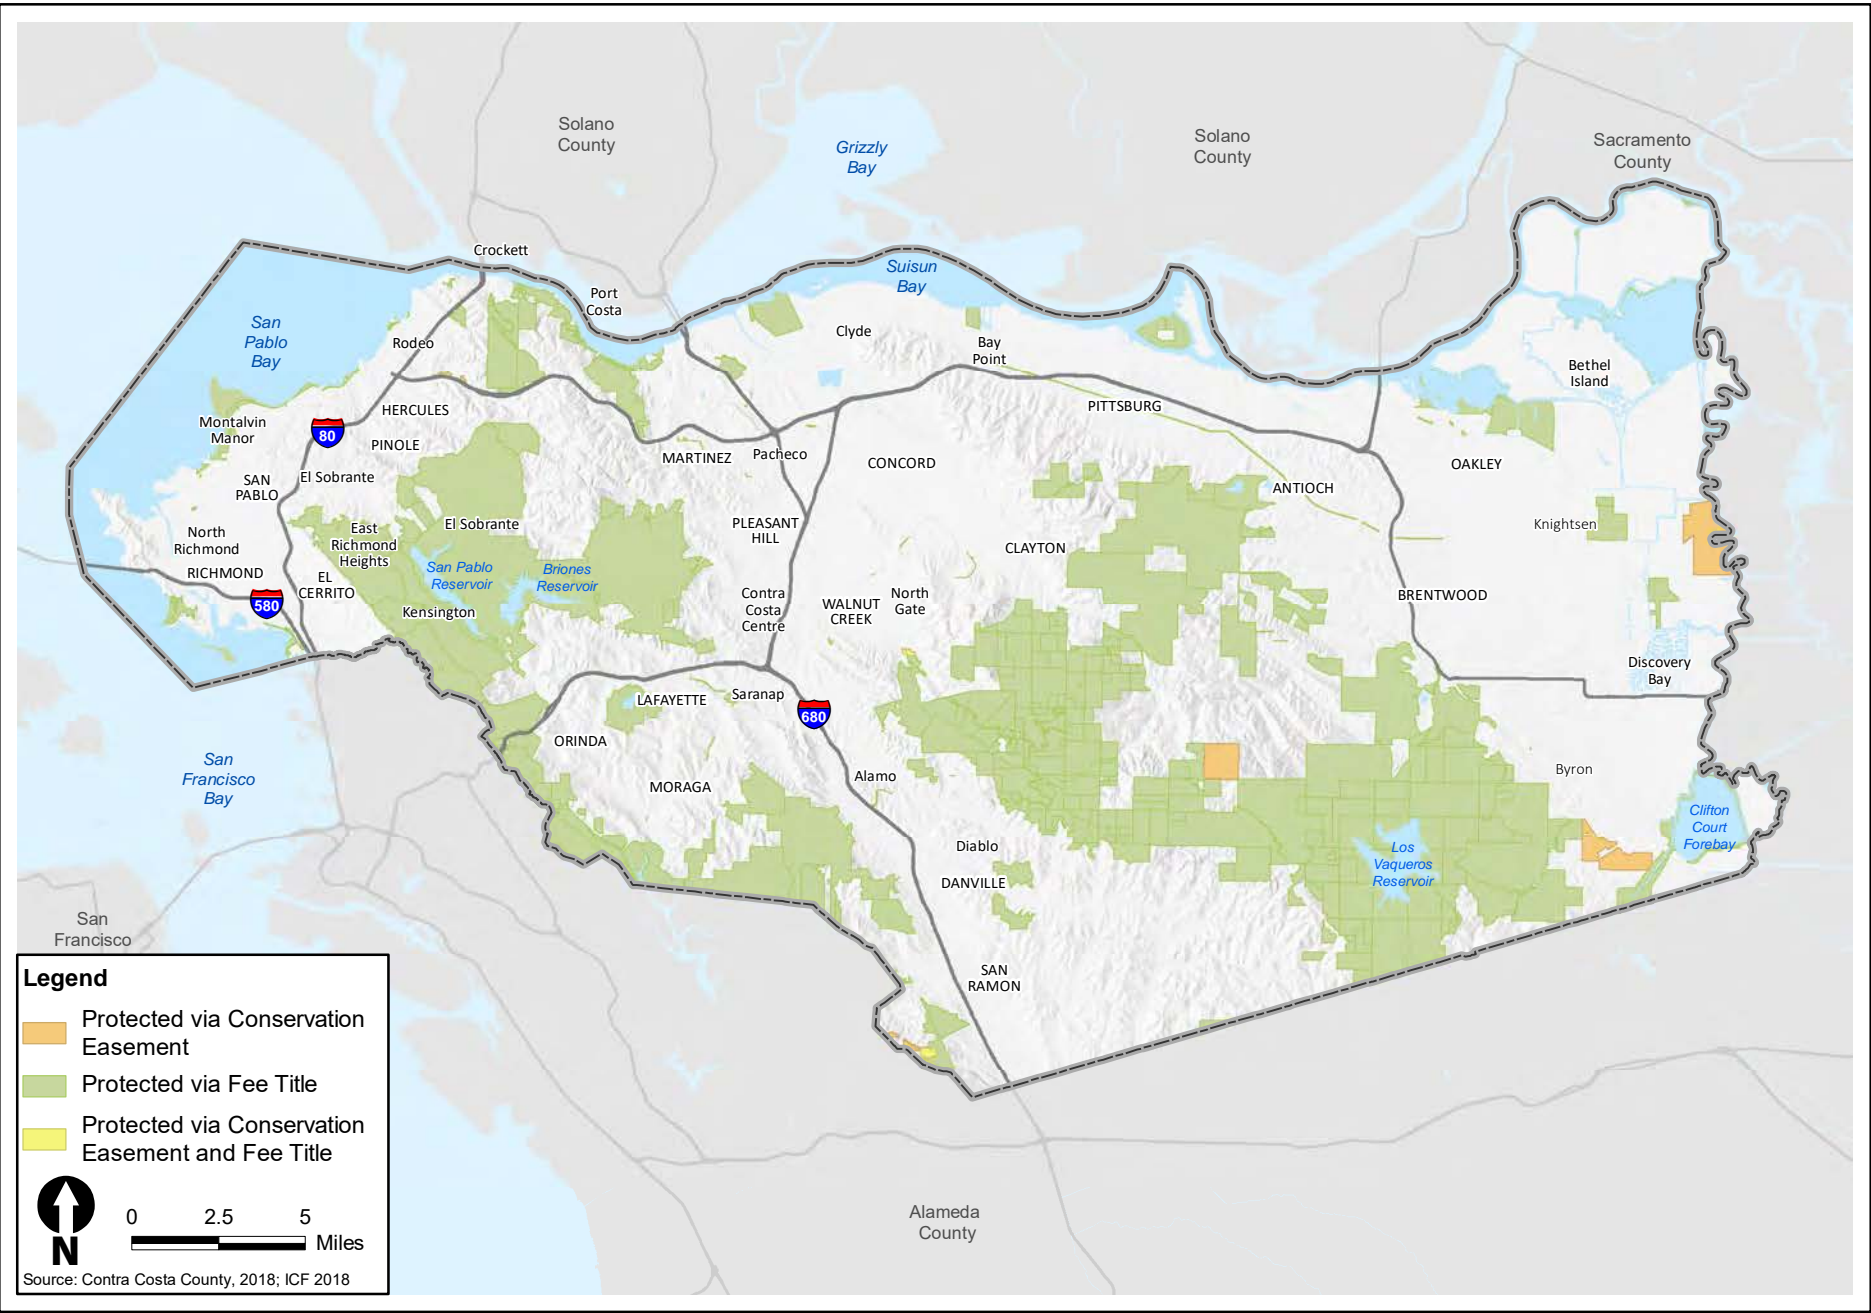 Solano
County
Grizzly
Bay
Solano
County
Sacramento
County
Crockett
Suisun
Bay
Port
Costa
San
Pablo
Bay
Rodeo
Clyde
Bay
Point
Bethel
Island
HERCULES
PITTSBURG
Montalvin
Manor
80
PINOLE
MARTINEZ
Pacheco
CONCORD
OAKLEY
SAN
PABLO
El Sobrante
ANTIOCH
North
Richmond
East
Richmond
Heights
El Sobrante
PLEASANT
HILL
Knightsen
CLAYTON
RICHMOND
EL
CERRITO
San Pablo
Reservoir
Briones
Reservoir
580
Kensington
Contra
Costa
Centre
WALNUT
CREEK
North
Gate
BRENTWOOD
Discovery
Bay
LAFAYETTE
Saranap
680
ORINDA
San
Francisco
Bay
MORAGA
Alamo
Byron
Clifton
Court
Forebay
Diablo
DANVILLE
Los
Vaqueros
Reservoir
San
Francisco
SAN
RAMON
Legend
Protected via Conservation
Easement
Protected via Fee Title
Protected via Conservation
Easement and Fee Title
N
0 2.5 5
Miles
Source: Contra Costa County, 2018; ICF 2018
Alameda
County